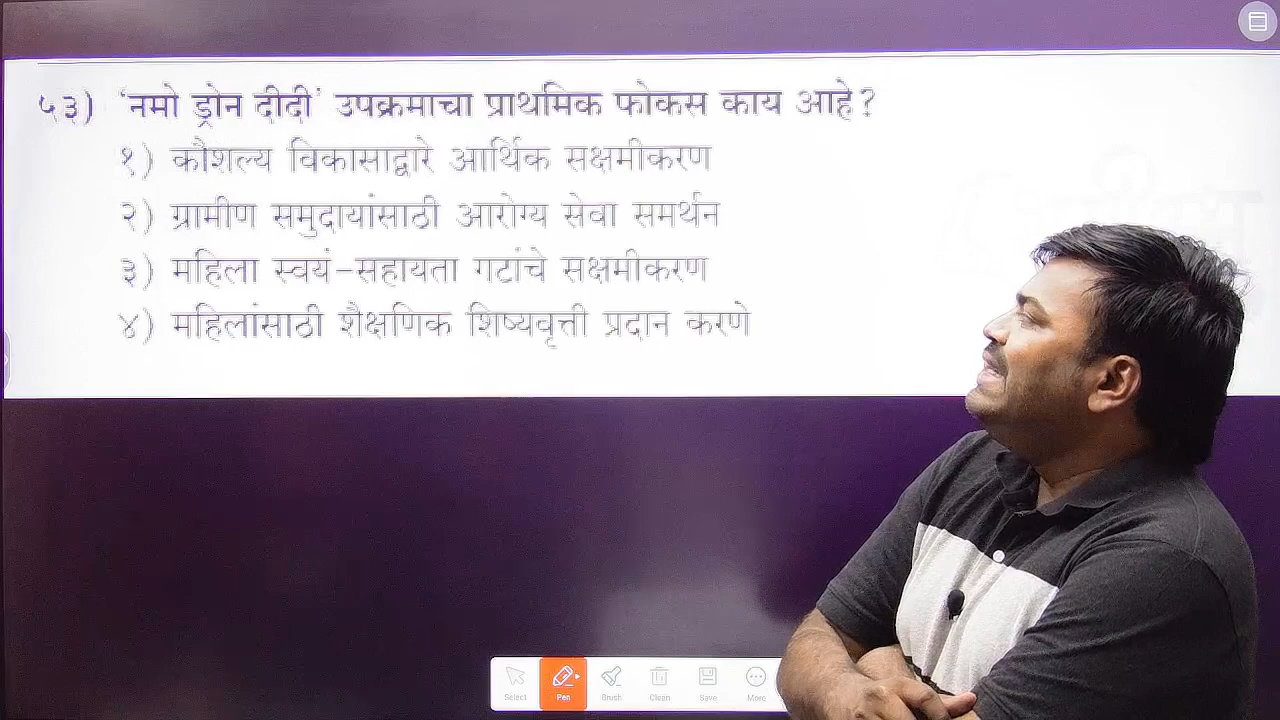 ५३) 'नमो ड्रोन दीदी' उपक्रमाचा प्राथमिक फोकस काय आहे?
१) कौशल्य विकासाद्वारे आर्थिक सक्षमीकरण
२) ग्रामीण समुदायांसाठी आरोग्य सेवा समर्थन
३) महिला स्वयं-सहायता गटांचे सक्षमीकरण
४) महिलांसाठी शैक्षणिक शिष्यवृत्ती प्रदान करणे
Select Pen Brush Clean Save More